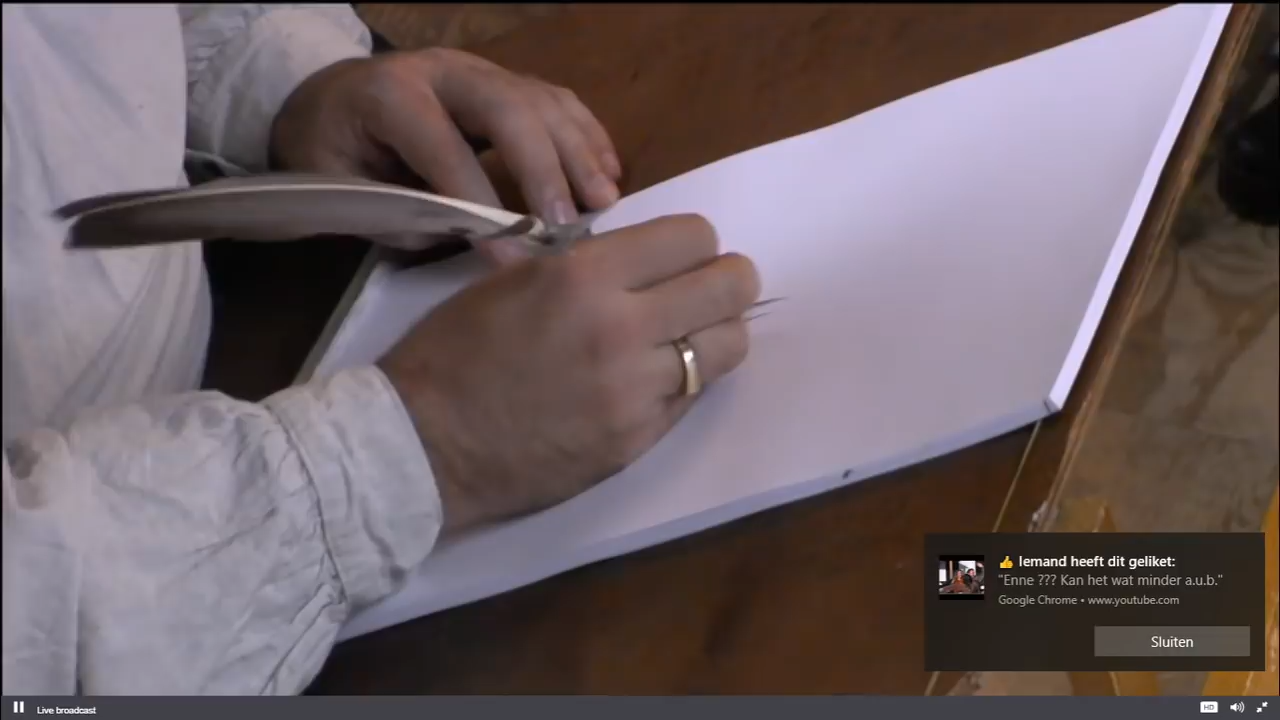 👍 Iemand heeft dit geliket:
"Enne ??? Kan het wat minder a.u.b."
Google Chrome • www.youtube.com
Sluiten
Live broadcast
HD